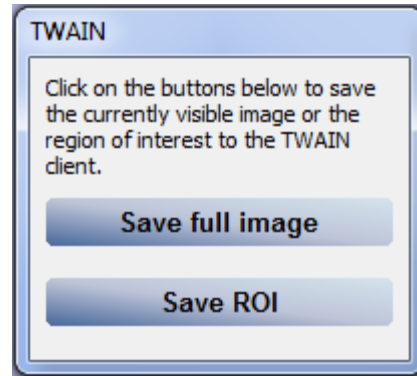 TWAIN
Click on the buttons below to save
the currently visible image or the
region of interest to the TWAIN
client.
Save full image
Save ROI